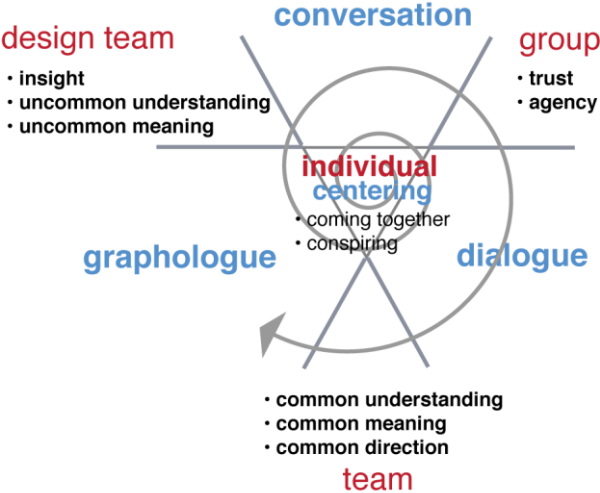 conversation
design team
• insight
• uncommon understanding
• uncommon meaning
group
• trust
• agency
individual
centering
• coming together
• conspiring
graphologue
dialogue
• common understanding
• common meaning
• common direction
team